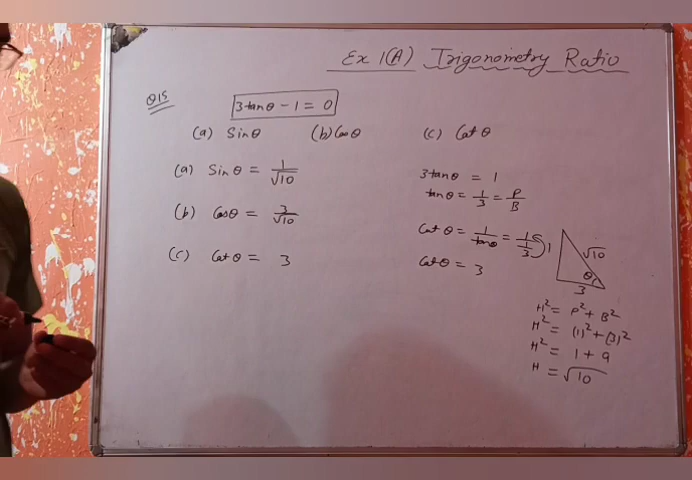 Ex 1(A) Trigonometry Ratio
Q15
3tanθ - 1 = 0
(a) Sinθ (b) Cosθ (c) Cotθ
(a) Sinθ = 1/√10
(b) Cosθ = 3/√10
(c) Cotθ = 3
3tanθ = 1
tanθ = 1/3 = P/B
Cotθ = 1/tanθ = 1/(1/3)
Cotθ = 3
1 √10
θ
3
H² = P² + B²
H² = (1)² + (3)²
H² = 1 + 9
H = √10